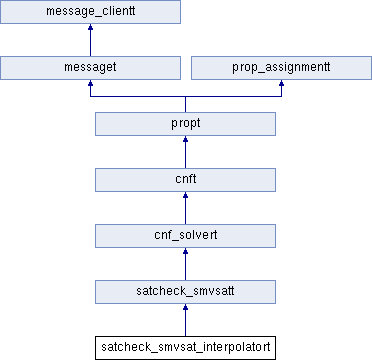 message_clientt
messaget
prop_assignmentt
propt
cnft
cnf_solvert
satcheck_smvsatt
satcheck_smvsat_interpolatort